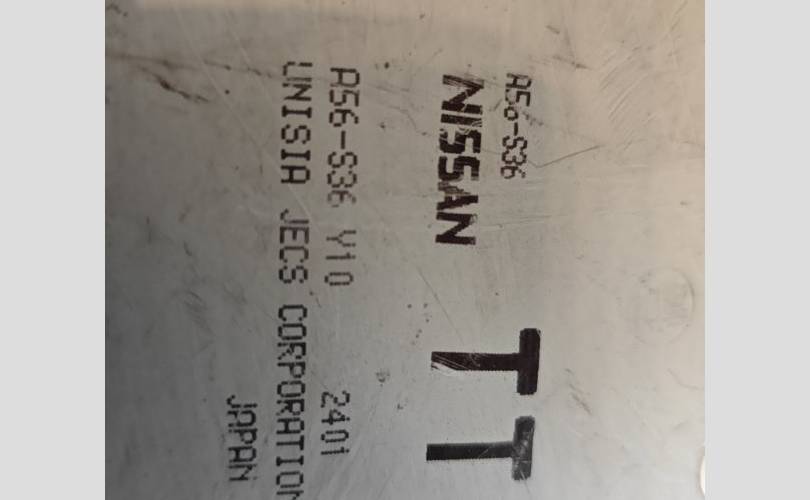 A56-S36
NISSAN TT
A56-S36 Y10 2401
UNISIA JECS CORPORATION
JAPAN